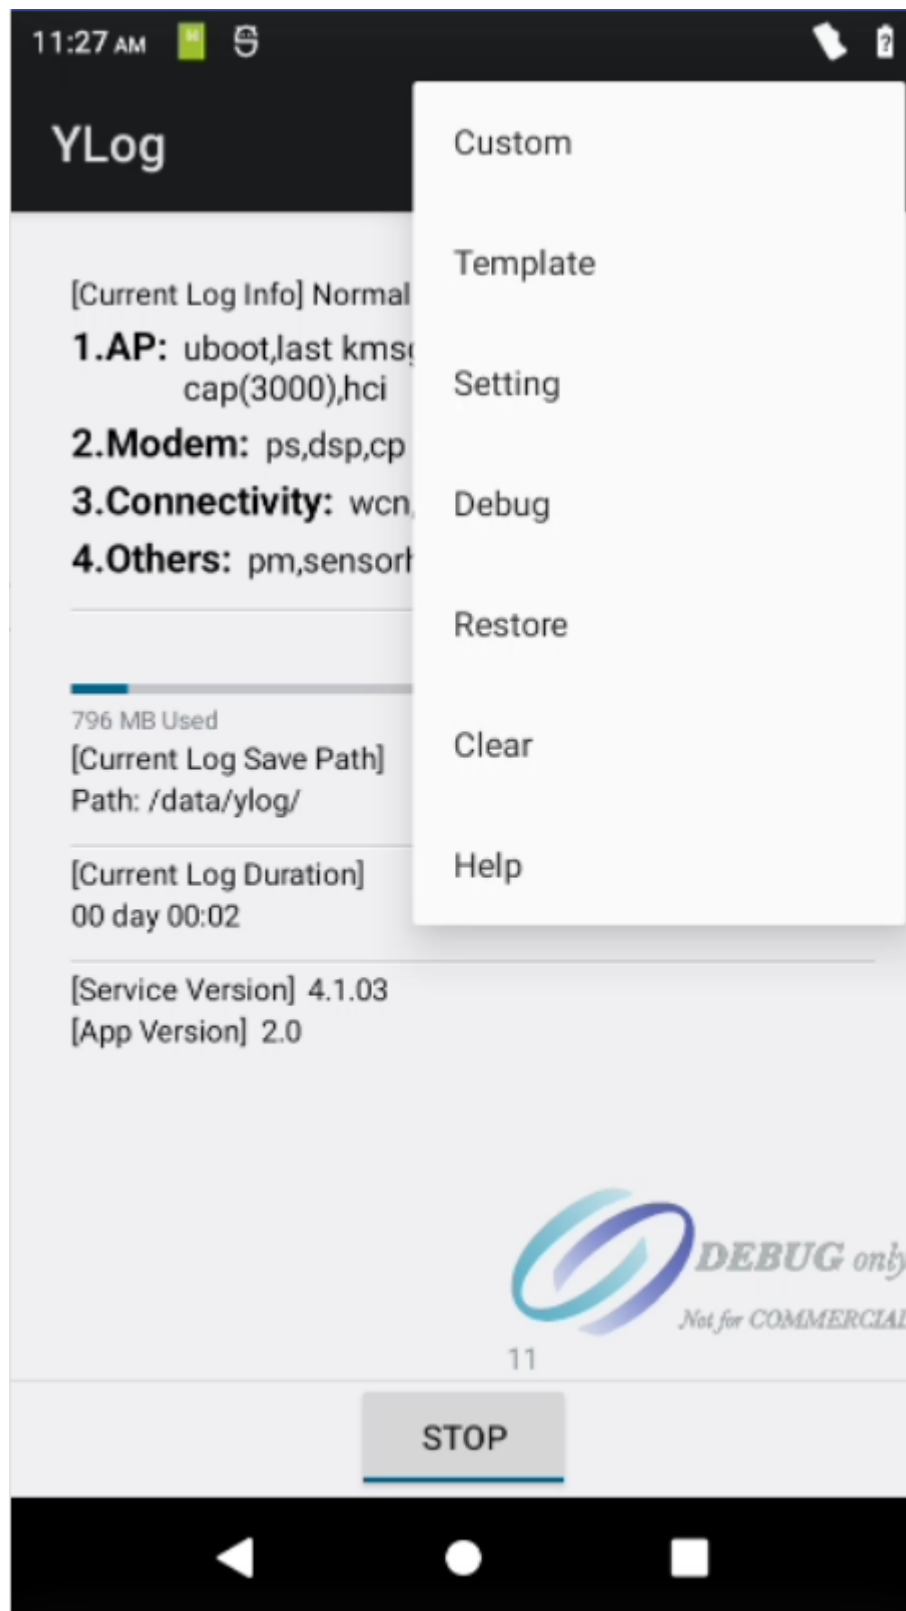 11:27 AM
YLog
Custom
Template
Setting
Debug
Restore
Clear
Help
[Current Log Info] Normal
1.AP: uboot,last kmsg
cap(3000),hci
2.Modem: ps,dsp,cp
3.Connectivity: wcn,
4.Others: pm,sensorh
796 MB Used
[Current Log Save Path]
Path: /data/ylog/
[Current Log Duration]
00 day 00:02
[Service Version] 4.1.03
[App Version] 2.0
DEBUG only
Not for COMMERCIAL
11
STOP